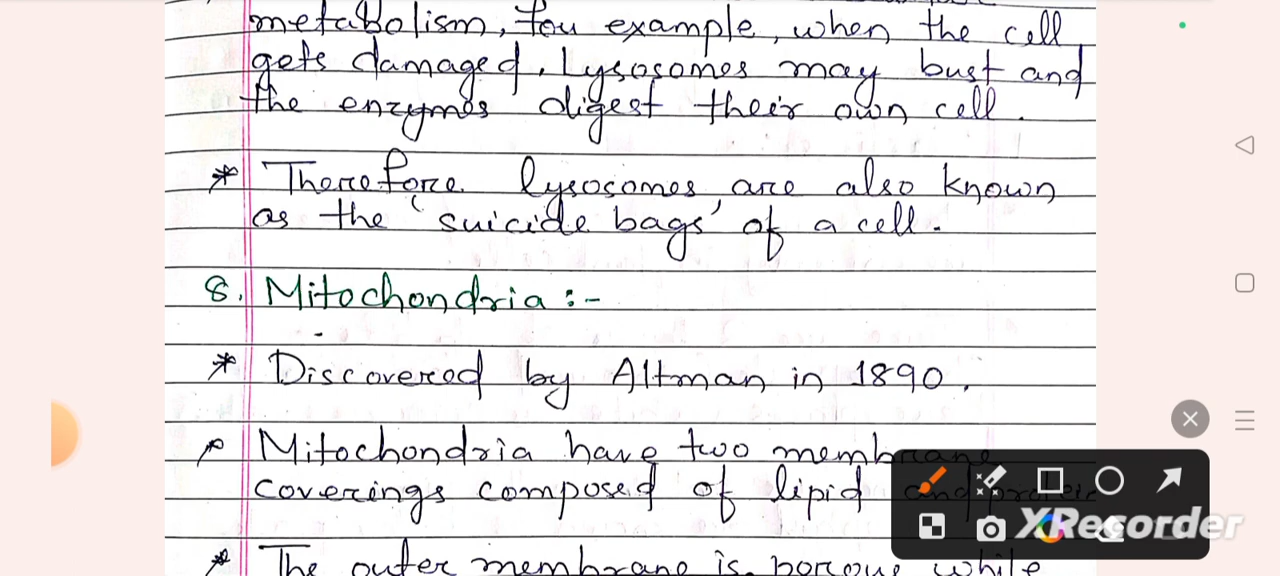 metabolism, for example, when the cell
gets damaged, Lysosomes may bust and
the enzymes digest their own cell.
* Therefore lysosomes are also known
as the 'suicide bags' of a cell.
8. Mitochondria :-
* Discovered by Altman in 1890.
* Mitochondria have two membrane
coverings composed of lipid and protein
* The outer membrane is porous while
XRecorder